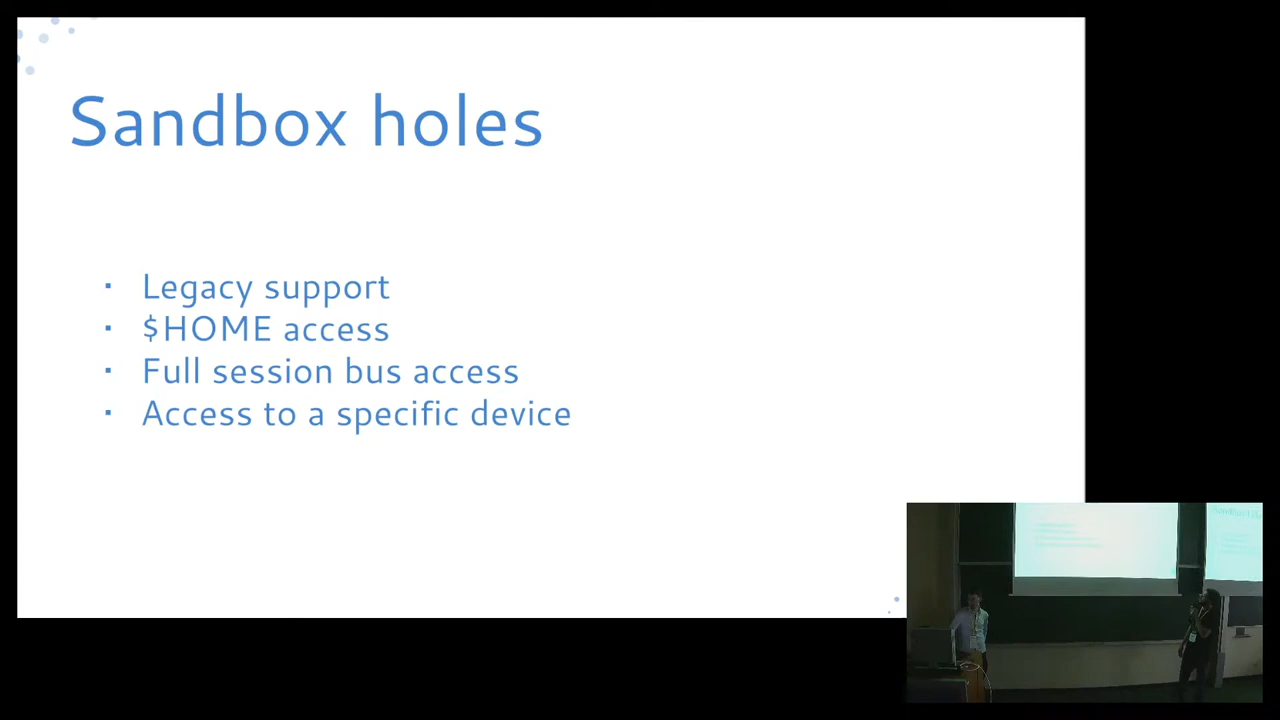 Sandbox holes
Legacy support
$HOME access
Full session bus access
Access to a specific device